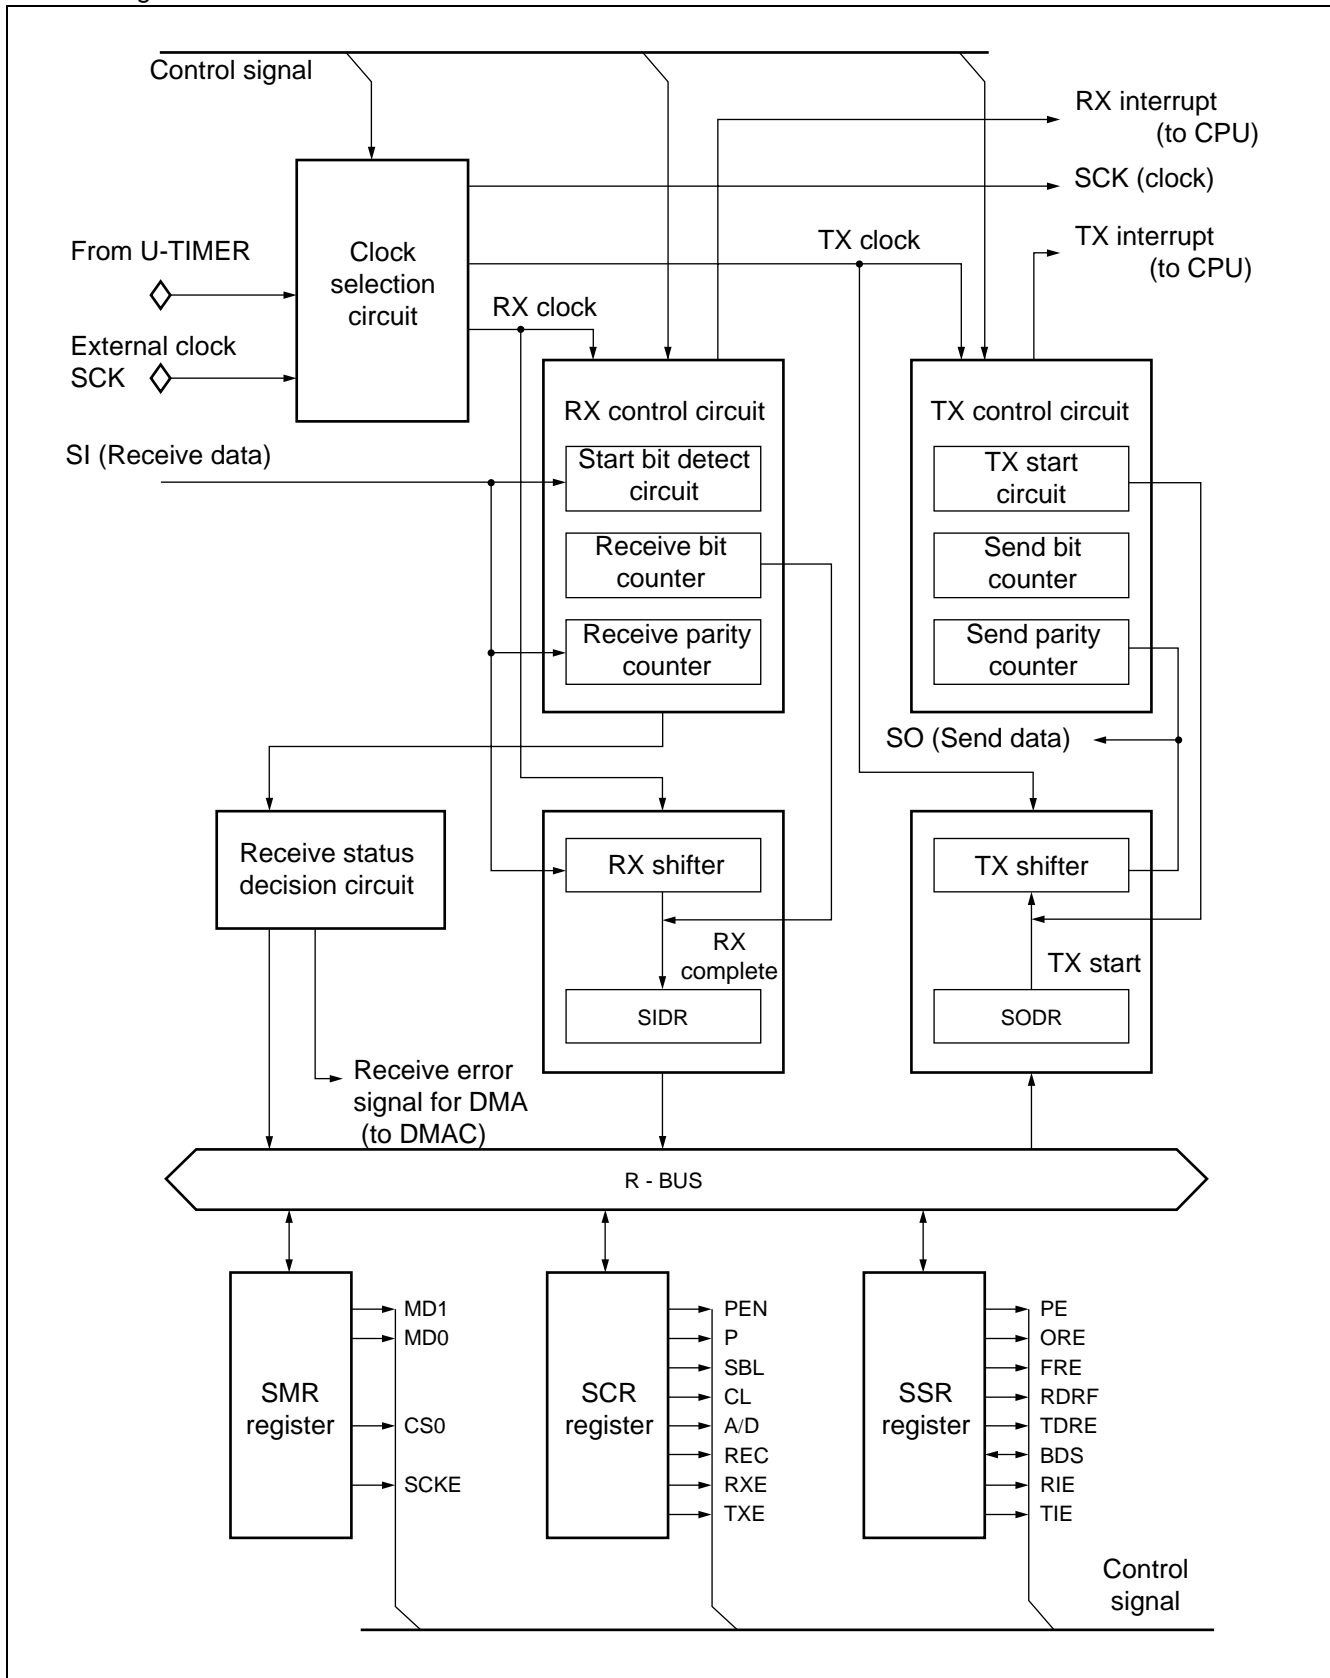 Control signal
RX interrupt
(to CPU)
SCK (clock)
TX clock
TX interrupt
(to CPU)
From U-TIMER
Clock
selection
circuit
RX clock
External clock
SCK
RX control circuit
TX control circuit
SI (Receive data)
Start bit detect
circuit
TX start
circuit
Receive bit
counter
Send bit
counter
Receive parity
counter
Send parity
counter
SO (Send data)
Receive status
decision circuit
RX shifter
TX shifter
RX
complete
TX start
SIDR
SODR
Receive error
signal for DMA
(to DMAC)
R - BUS
SMR
register
MD1
MD0
CS0
SCKE
SCR
register
PEN
P
SBL
CL
A/D
REC
RXE
TXE
SSR
register
PE
ORE
FRE
RDRF
TDRE
BDS
RIE
TIE
Control
signal